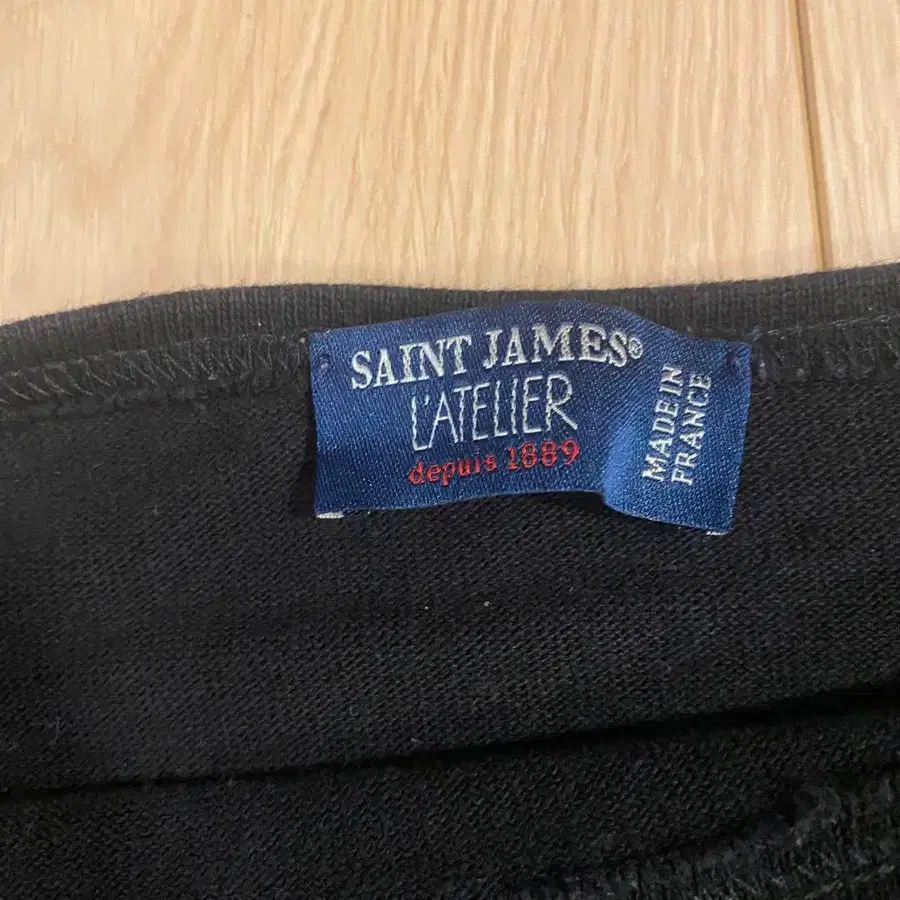 SAINT JAMES®
L'ATELIER
depuis 1889
MADE IN
FRANCE